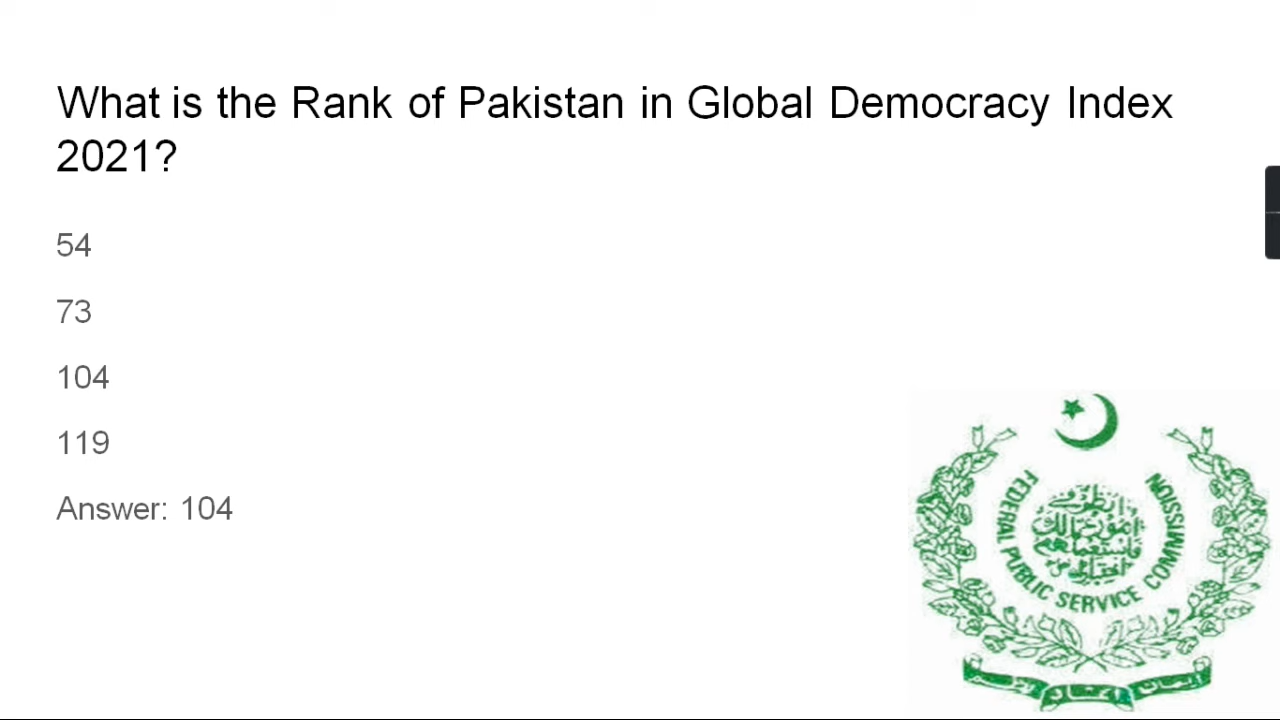 What is the Rank of Pakistan in Global Democracy Index
2021?
54
73
104
119
Answer: 104
FEDERAL PUBLIC SERVICE COMMISSION